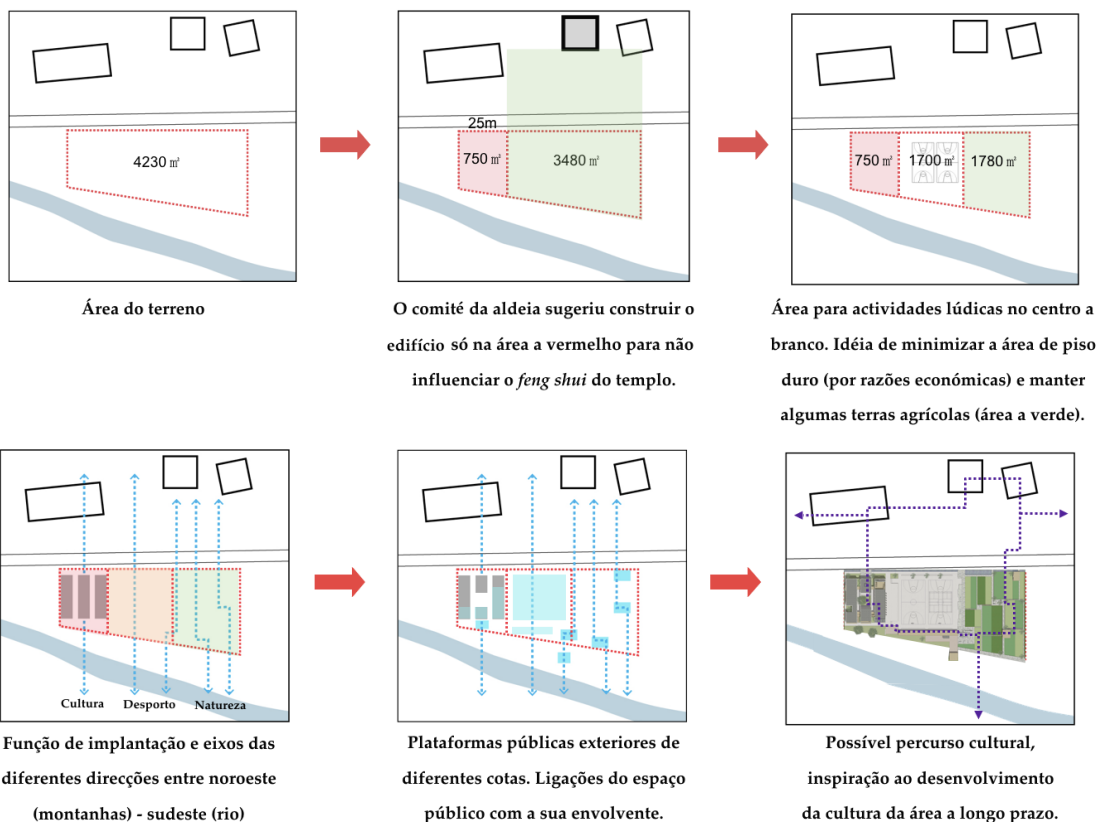 4230 ㎡
Área do terreno
25m
750 ㎡
3480 ㎡
O comité da aldeia sugeriu construir o
edifício só na área a vermelho para não
influenciar o feng shui do templo.
750 ㎡
1700 ㎡
1780 ㎡
Área para actividades lúdicas no centro a
branco. Idéia de minimizar a área de piso
duro (por razões económicas) e manter
algumas terras agrícolas (área a verde).
Cultura
Desporto
Natureza
Função de implantação e eixos das
diferentes direcções entre noroeste
(montanhas) - sudeste (rio)
Plataformas públicas exteriores de
diferentes cotas. Ligações do espaço
público com a sua envolvente.
Possível percurso cultural,
inspiração ao desenvolvimento
da cultura da área a longo prazo.